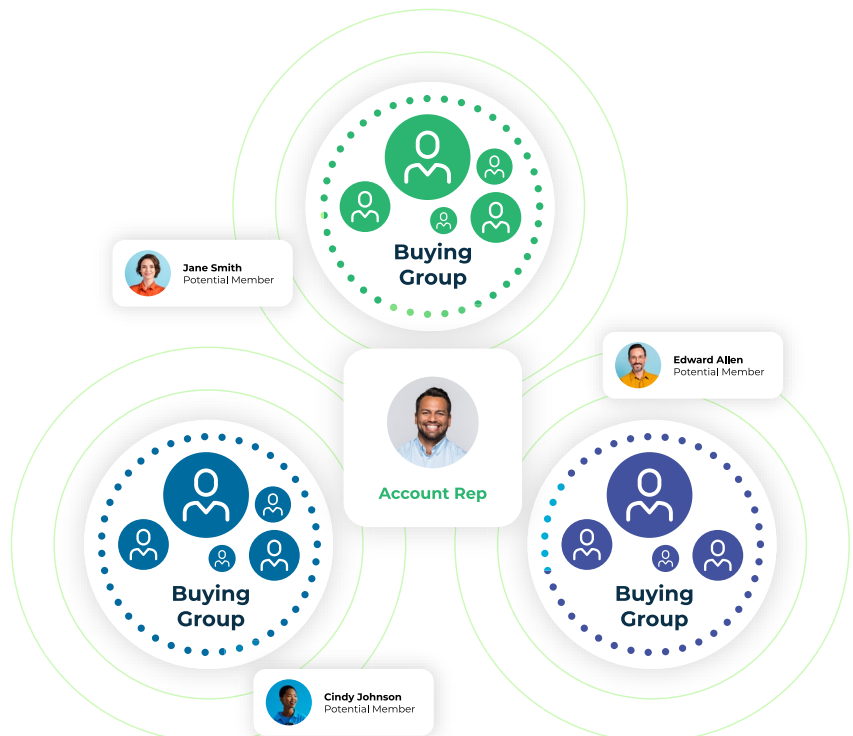 Buying
Group
Jane Smith
Potential Member
Edward Allen
Potential Member
Account Rep
Buying
Group
Buying
Group
Cindy Johnson
Potential Member